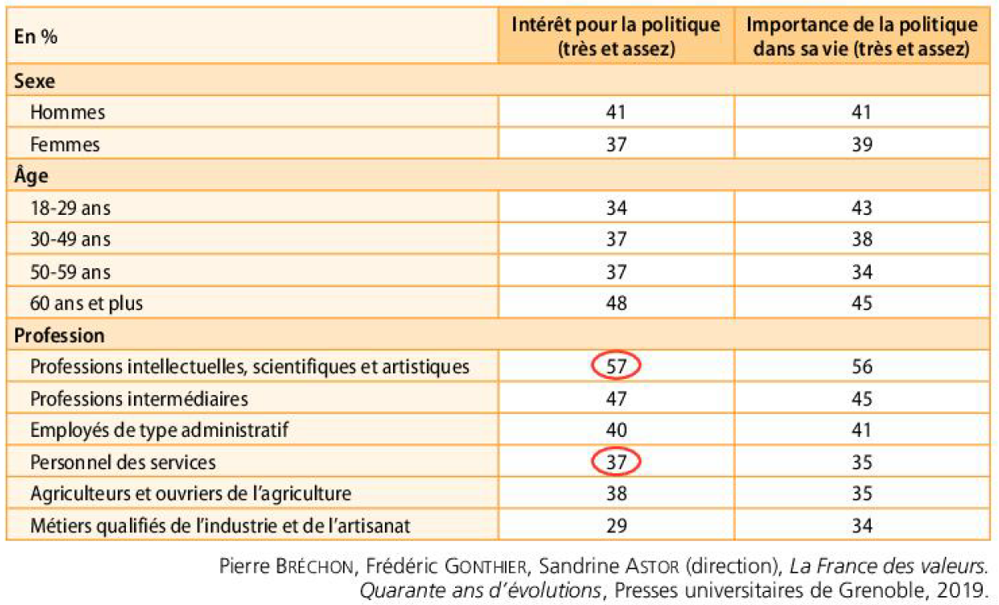 En % Intérêt pour la politique (très et assez) Importance de la politique dans sa vie (très et assez)
Sexe
Hommes 41 41
Femmes 37 39
Âge
18-29 ans 34 43
30-49 ans 37 38
50-59 ans 37 34
60 ans et plus 48 45
Profession
Professions intellectuelles, scientifiques et artistiques 57 56
Professions intermédiaires 47 45
Employés de type administratif 40 41
Personnel des services 37 35
Agriculteurs et ouvriers de l'agriculture 38 35
Métiers qualifiés de l'industrie et de l'artisanat 29 34
Pierre BRÉCHON, Frédéric GONTHIER, Sandrine ASTOR (direction), La France des valeurs.
Quarante ans d'évolutions, Presses universitaires de Grenoble, 2019.